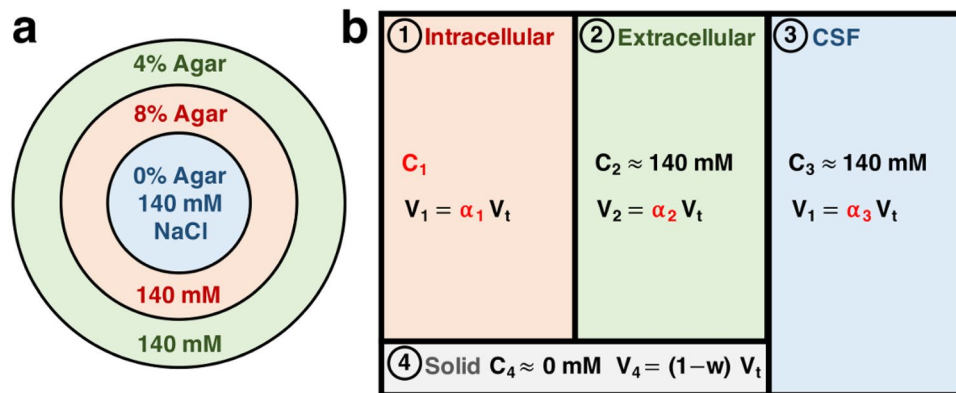 a
4% Agar
8% Agar
0% Agar
140 mM
NaCl
140 mM
140 mM
b
① Intracellular
C₁
V₁ = α₁ Vₜ
② Extracellular
C₂ ≈ 140 mM
V₂ = α₂ Vₜ
③ CSF
C₃ ≈ 140 mM
V₁ = α₃ Vₜ
④ Solid C₄ ≈ 0 mM V₄ = (1−w) Vₜ